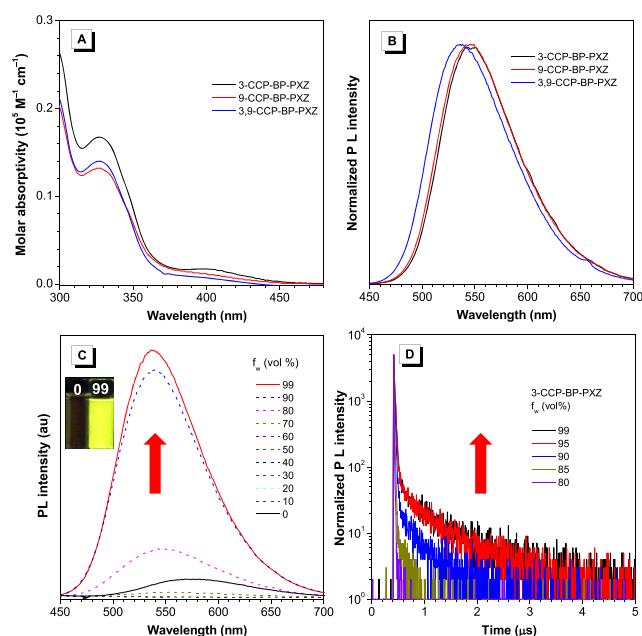 A
3-CCP-BP-PXZ
9-CCP-BP-PXZ
3,9-CCP-BP-PXZ
Molar absorptivity (10⁵ M⁻¹ cm⁻¹)
0.3
0.2
0.1
0.0
300 350 400 450
Wavelength (nm)
B
3-CCP-BP-PXZ
9-CCP-BP-PXZ
3,9-CCP-BP-PXZ
Normalized P L intensity
450 500 550 600 650 700
Wavelength (nm)
C
0 99
fw (vol %)
99
90
80
70
60
50
40
30
20
10
0
PL intensity (au)
450 500 550 600 650 700
Wavelength (nm)
D
3-CCP-BP-PXZ
fw (vol%)
99
95
90
85
80
Normalized P L intensity
10⁴
10³
10²
10¹
10⁰
0 1 2 3 4 5
Time (μs)